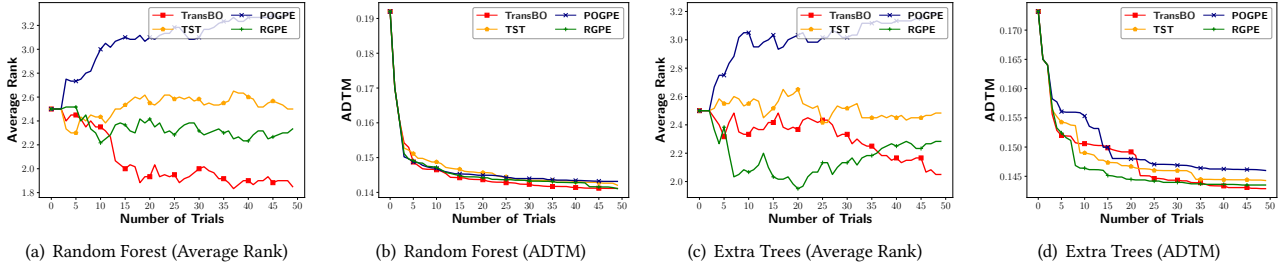 TransBO
TST
POGPE
RGPE
3.2
3.0
2.8
2.6
2.4
2.2
2.0
1.8
Average Rank
0 5 10 15 20 25 30 35 40 45 50
Number of Trials
(a) Random Forest (Average Rank)
TransBO
TST
POGPE
RGPE
0.19
0.18
0.17
0.16
0.15
0.14
ADTM
0 5 10 15 20 25 30 35 40 45 50
Number of Trials
(b) Random Forest (ADTM)
TransBO
TST
POGPE
RGPE
3.0
2.8
2.6
2.4
2.2
2.0
Average Rank
0 5 10 15 20 25 30 35 40 45 50
Number of Trials
(c) Extra Trees (Average Rank)
TransBO
TST
POGPE
RGPE
0.170
0.165
0.160
0.155
0.150
0.145
ADTM
0 5 10 15 20 25 30 35 40 45 50
Number of Trials
(d) Extra Trees (ADTM)